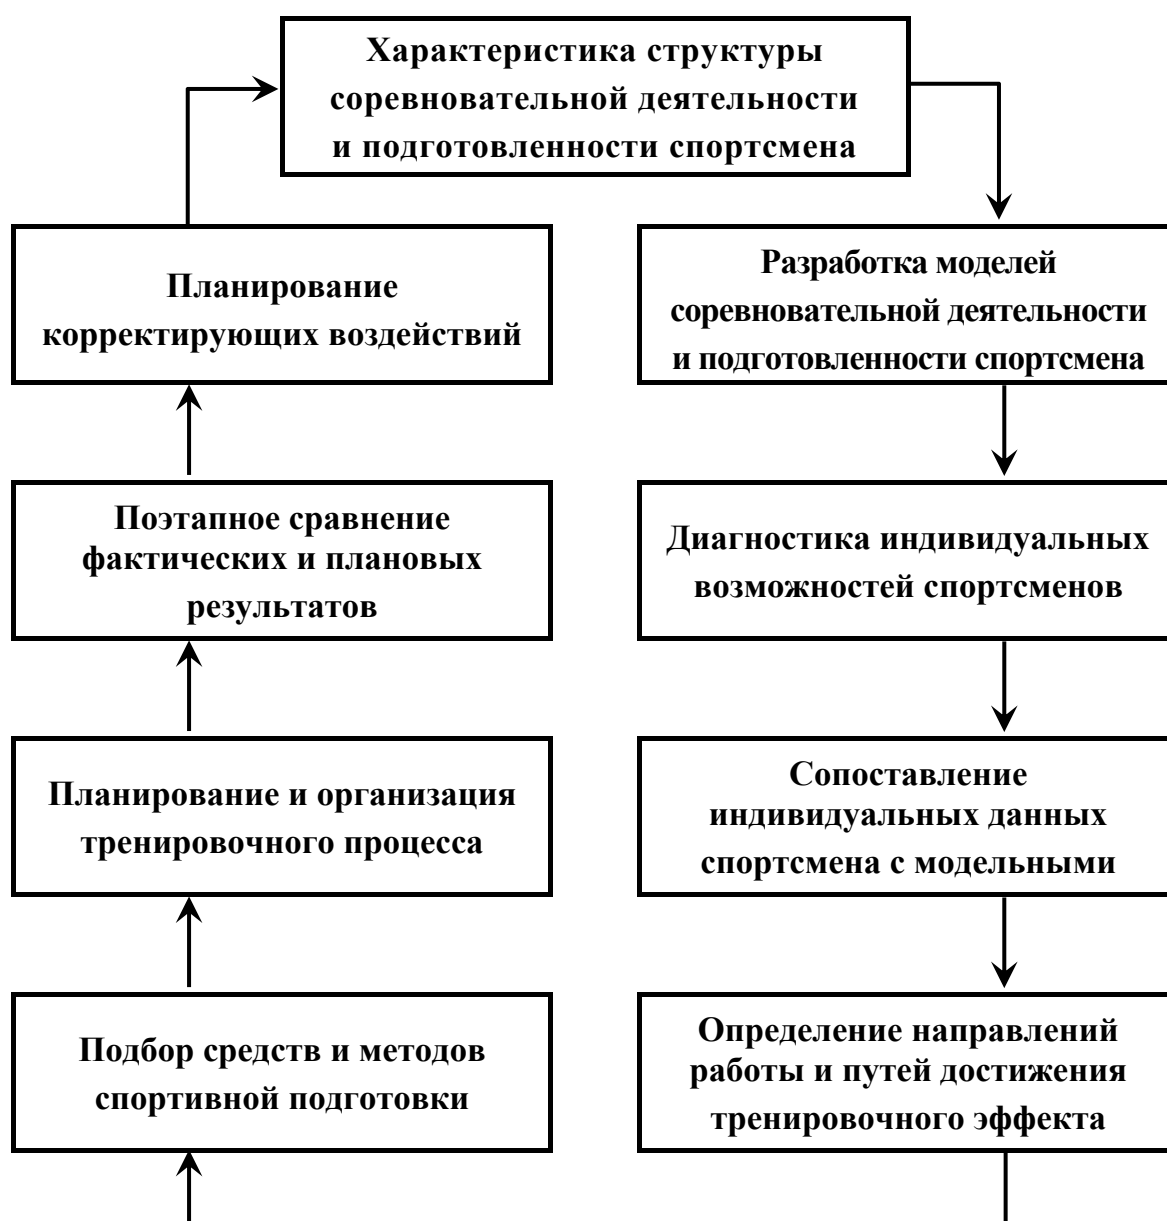 Характеристика структуры
соревновательной деятельности
и подготовленности спортсмена
Планирование
корректирующих воздействий
Разработка моделей
соревновательной деятельности
и подготовленности спортсмена
Поэтапное сравнение
фактических и плановых
результатов
Диагностика индивидуальных
возможностей спортсменов
Планирование и организация
тренировочного процесса
Сопоставление
индивидуальных данных
спортсмена с модельными
Подбор средств и методов
спортивной подготовки
Определение направлений
работы и путей достижения
тренировочного эффекта